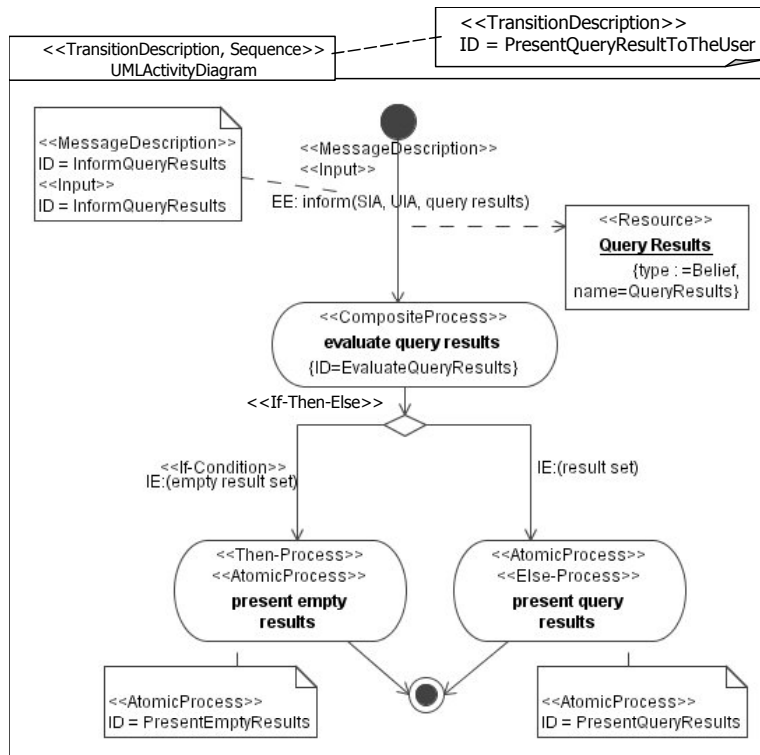 <<TransitionDescription>>
ID = PresentQueryResultToTheUser
<<TransitionDescription, Sequence>>
UMLActivityDiagram
<<MessageDescription>>
ID = InformQueryResults
<<Input>>
ID = InformQueryResults
<<MessageDescription>>
<<Input>>
EE: inform(SIA, UIA, query results)
<<Resource>>
Query Results
{type : =Belief,
name=QueryResults}
<<CompositeProcess>>
evaluate query results
{ID=EvaluateQueryResults}
<<If-Then-Else>>
<<If-Condition>>
IE:(empty result set)
IE:(result set)
<<Then-Process>>
<<AtomicProcess>>
present empty
results
<<AtomicProcess>>
<<Else-Process>>
present query
results
<<AtomicProcess>>
ID = PresentEmptyResults
<<AtomicProcess>>
ID = PresentQueryResults